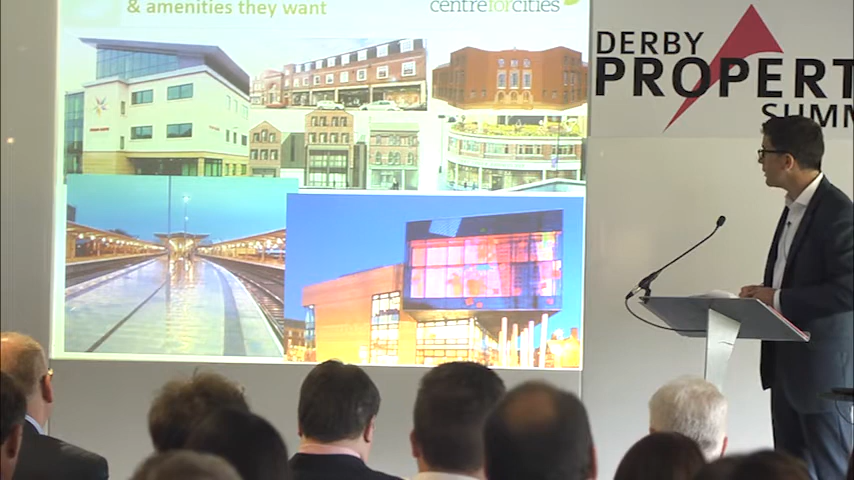 & amenities they want
centreforcities
DERBY
PROPERT
SUMM